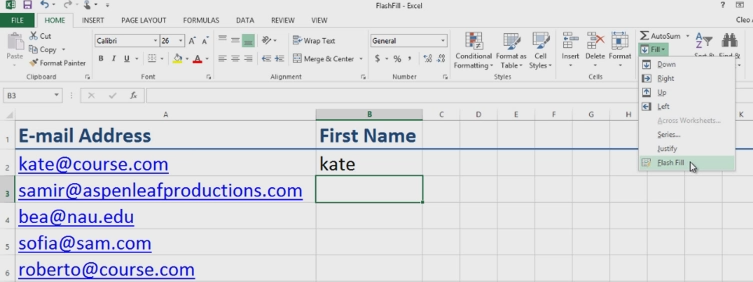 FlashFill - Excel
FILE HOME INSERT PAGE LAYOUT FORMULAS DATA REVIEW VIEW Cleo
Paste Cut Copy Format Painter Clipboard
Calibri 26 B I U Font
Wrap Text Merge & Center Alignment
General $ % , Number
Conditional Formatting Format as Table Cell Styles Styles
Insert Delete Format Cells
AutoSum Fill
Down
Right
Up
Left
Across Worksheets...
Series...
Justify
Flash Fill
B3 fx
A B C D E F G H K
1 E-mail Address First Name
2 kate@course.com kate
3 samir@aspenleafproductions.com
4 bea@nau.edu
5 sofia@sam.com
6 roberto@course.com